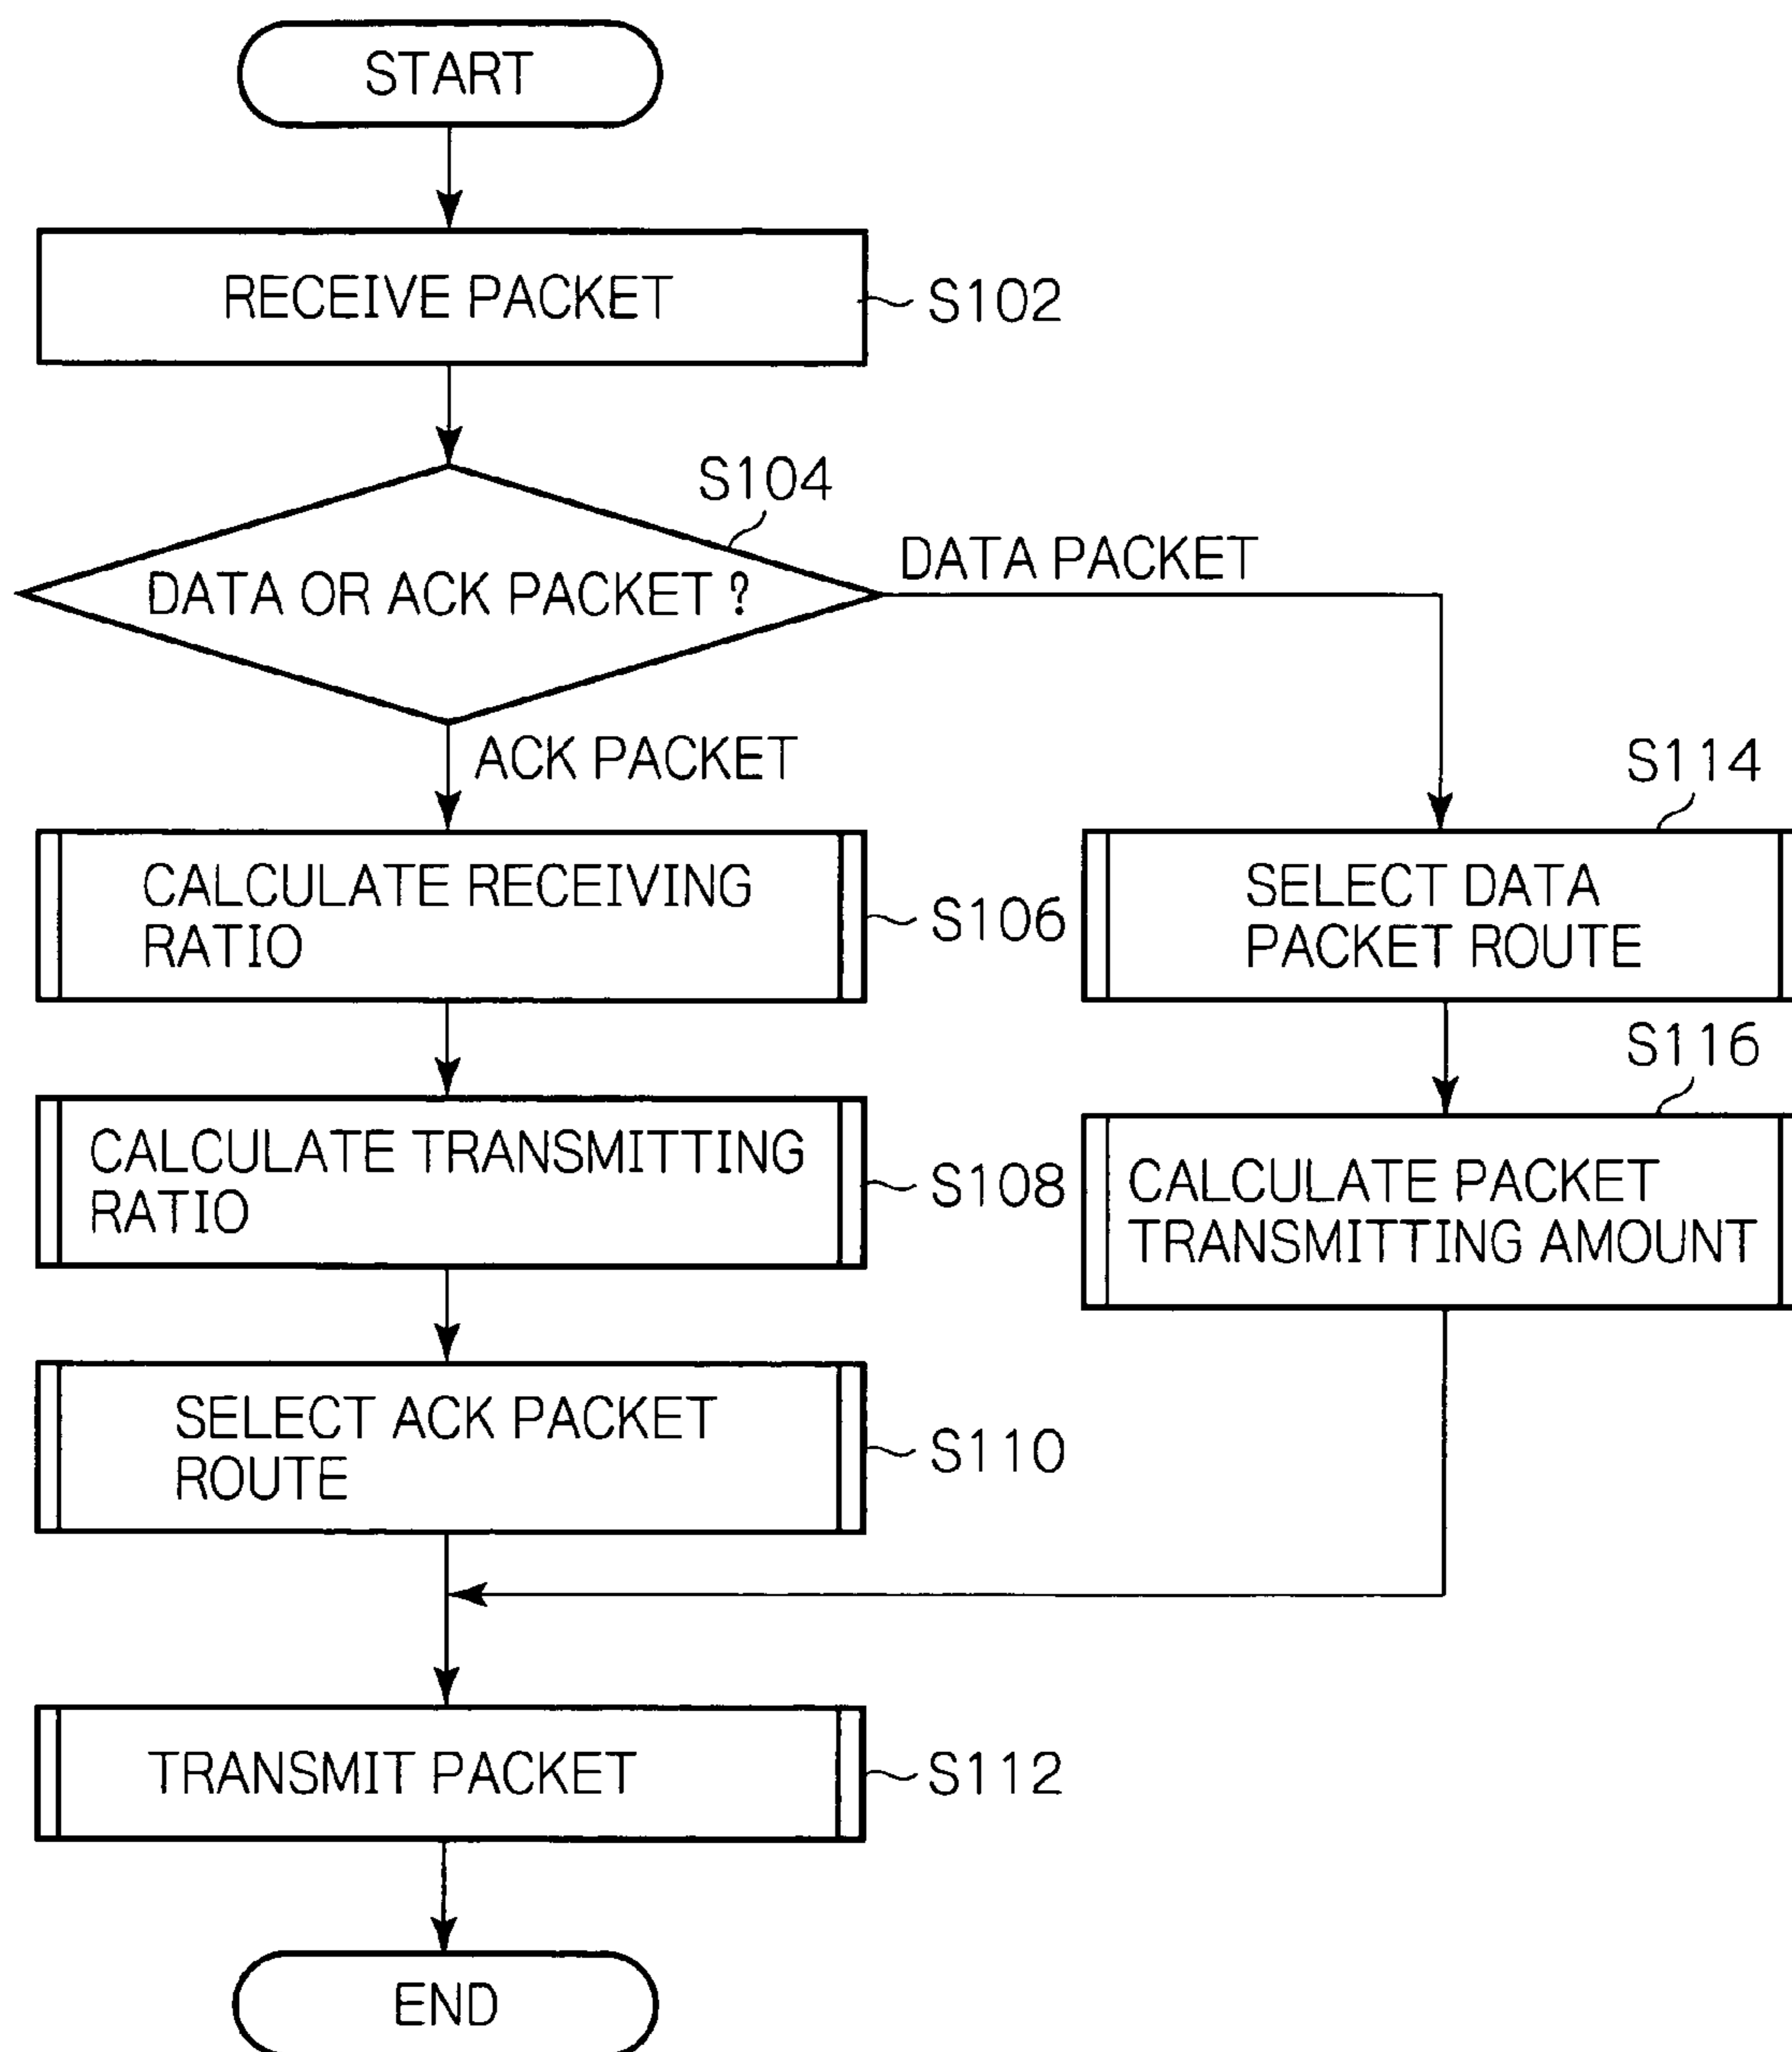 START
RECEIVE PACKET
S102
S104
DATA OR ACK PACKET ?
DATA PACKET
ACK PACKET
CALCULATE RECEIVING
RATIO
S106
CALCULATE TRANSMITTING
RATIO
S108
SELECT ACK PACKET
ROUTE
S110
S114
SELECT DATA
PACKET ROUTE
S116
CALCULATE PACKET
TRANSMITTING AMOUNT
TRANSMIT PACKET
S112
END